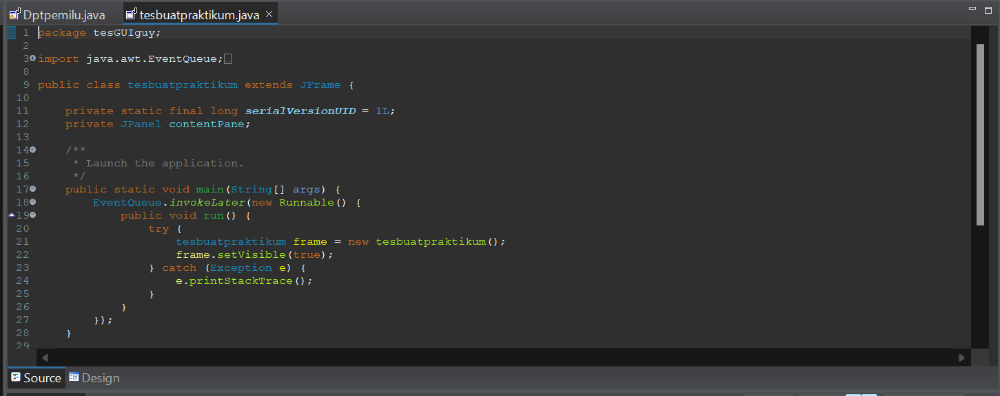 Dptpemilu.java
tesbuatpraktikum.java
1 package tesGUIguy;
2
3 import java.awt.EventQueue;
8
9 public class tesbuatpraktikum extends JFrame {
10
11     private static final long serialVersionUID = 1L;
12     private JPanel contentPane;
13
14     /**
15      * Launch the application.
16      */
17     public static void main(String[] args) {
18         EventQueue.invokeLater(new Runnable() {
19             public void run() {
20                 try {
21                     tesbuatpraktikum frame = new tesbuatpraktikum();
22                     frame.setVisible(true);
23                 } catch (Exception e) {
24                     e.printStackTrace();
25                 }
26             }
27         });
28     }
29
Source Design